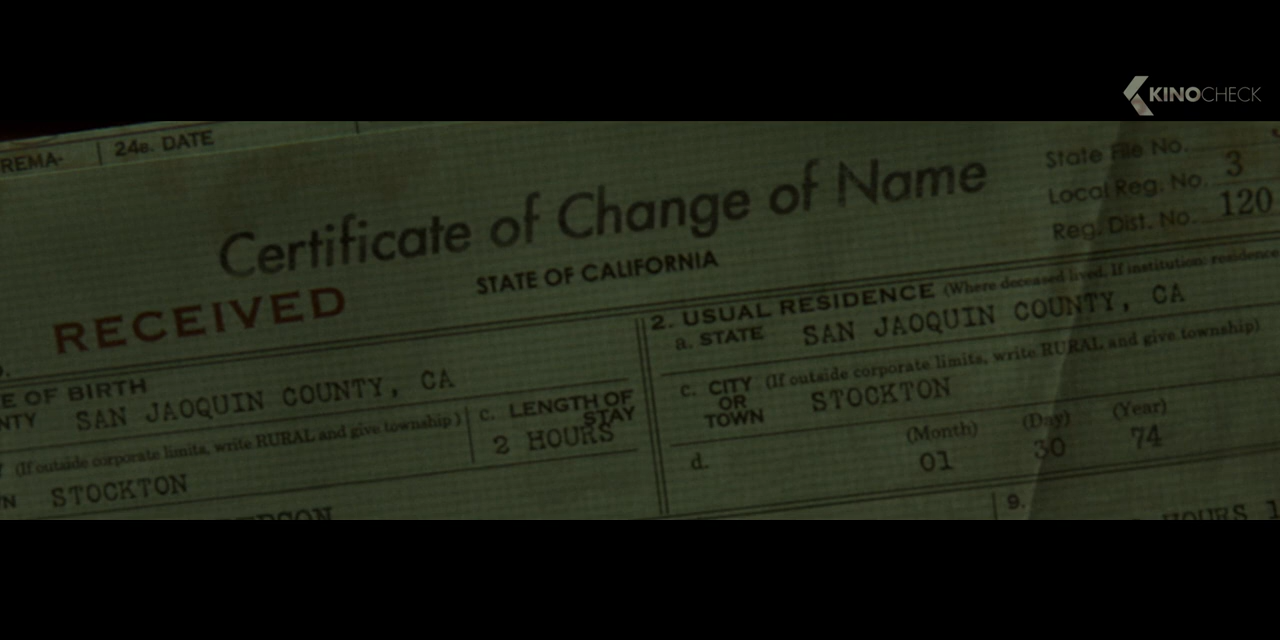 KINOCHECK
REMA-
24e. DATE
State File No.
Local Reg. No. 3
Reg. Dist. No. 120
Certificate of Change of Name
STATE OF CALIFORNIA
RECEIVED
2. USUAL RESIDENCE (Where deceased lived. If institution: residence
a. STATE SAN JAOQUIN COUNTY, CA
c. CITY OR TOWN (If outside corporate limits, write RURAL and give township)
STOCKTON
(Month) (Day) (Year)
d. 01 30 74
E OF BIRTH
NTY SAN JAOQUIN COUNTY, CA
(If outside corporate limits, write RURAL and give township)
N STOCKTON
c. LENGTH OF STAY
2 HOURS
9.
HOURS